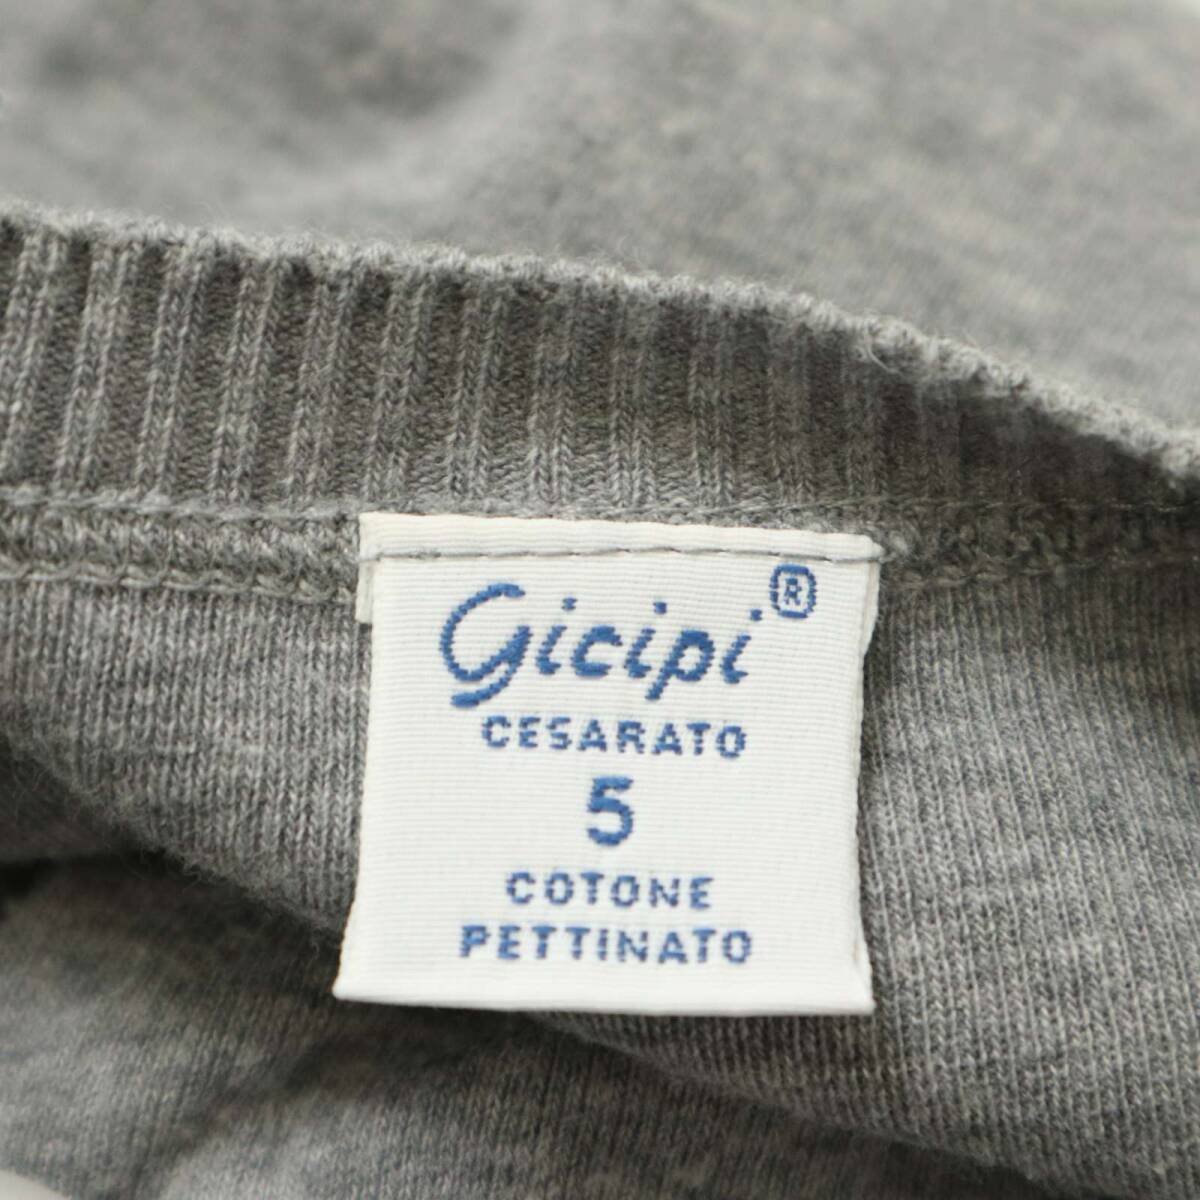 Gicipi®
CESARATO
5
COTONE
PETTINATO